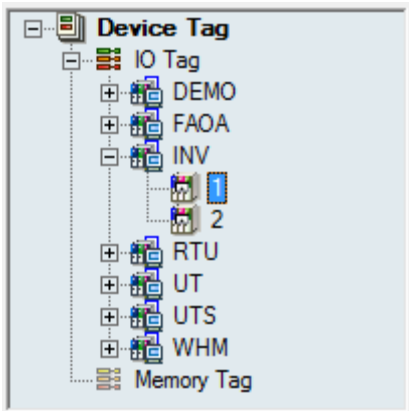 Device Tag
IO Tag
DEMO
FAOA
INV
1
2
RTU
UT
UTS
WHM
Memory Tag